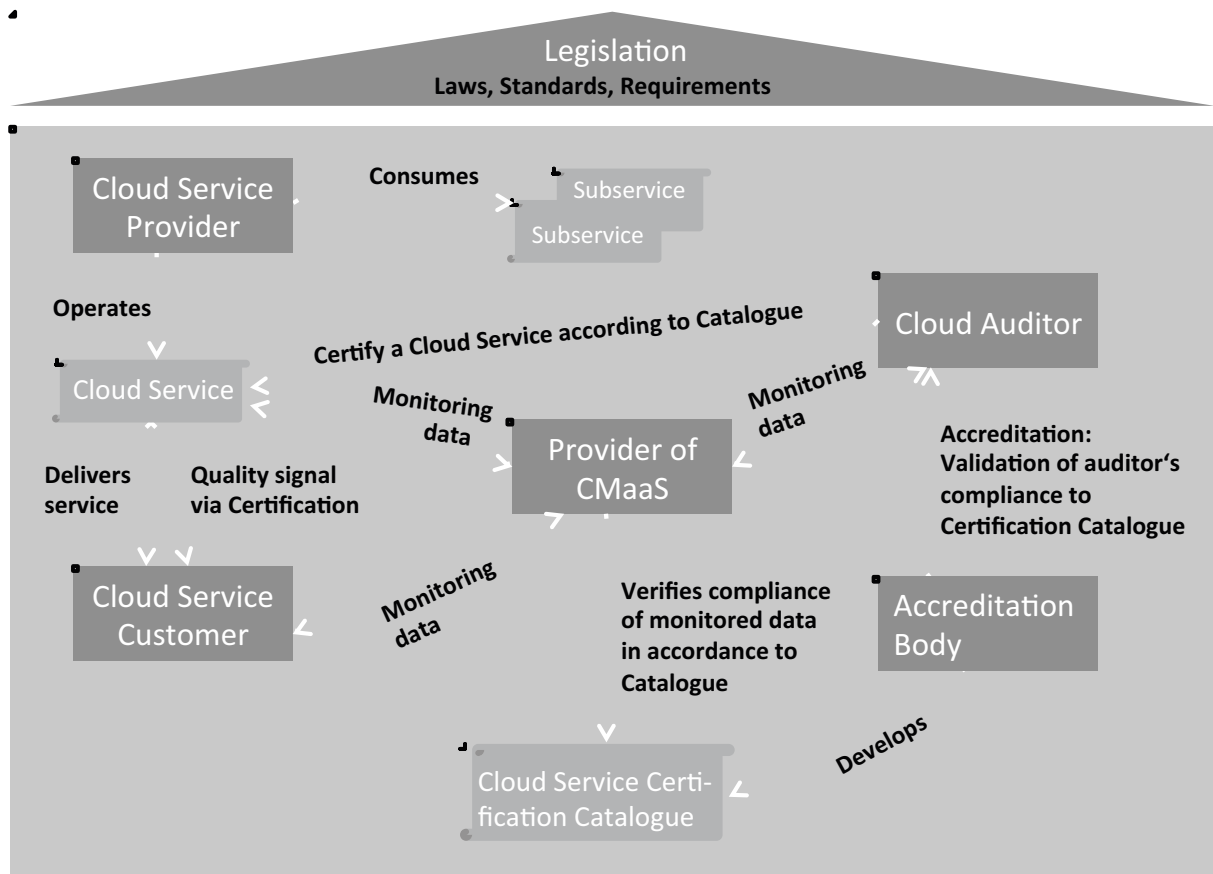 Legislation
Laws, Standards, Requirements
Cloud Service
Provider
Consumes
Subservice
Subservice
Operates
Certify a Cloud Service according to Catalogue
Cloud Auditor
Cloud Service
Monitoring
data
Monitoring
data
Provider of
CMaaS
Accreditation:
Validation of auditor‘s
compliance to
Certification Catalogue
Delivers
service
Quality signal
via Certification
Cloud Service
Customer
Monitoring
data
Verifies compliance
of monitored data
in accordance to
Catalogue
Accreditation
Body
Develops
Cloud Service Certi-
fication Catalogue